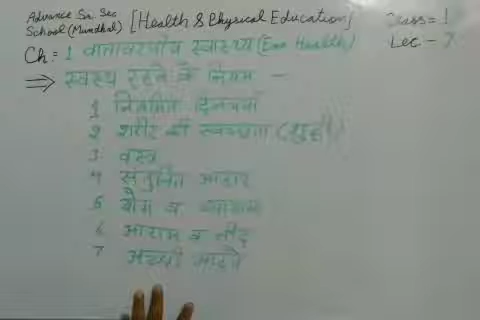 Advance Sr. Sec
School (Mundhal) [Health & Physical Education] Class = 1
Ch = 1 वातावरणीय स्वास्थ्य (Env Health) Lec -
⇒ स्वस्थ रहने के नियम -
1 नियमित दिनचर्या
2 शरीर की स्वच्छता (शुद्धि)
3 वस्त्र
4 संतुलित आहार
5 योग व व्यायाम
6 आराम व नींद
7 अच्छी आदतें